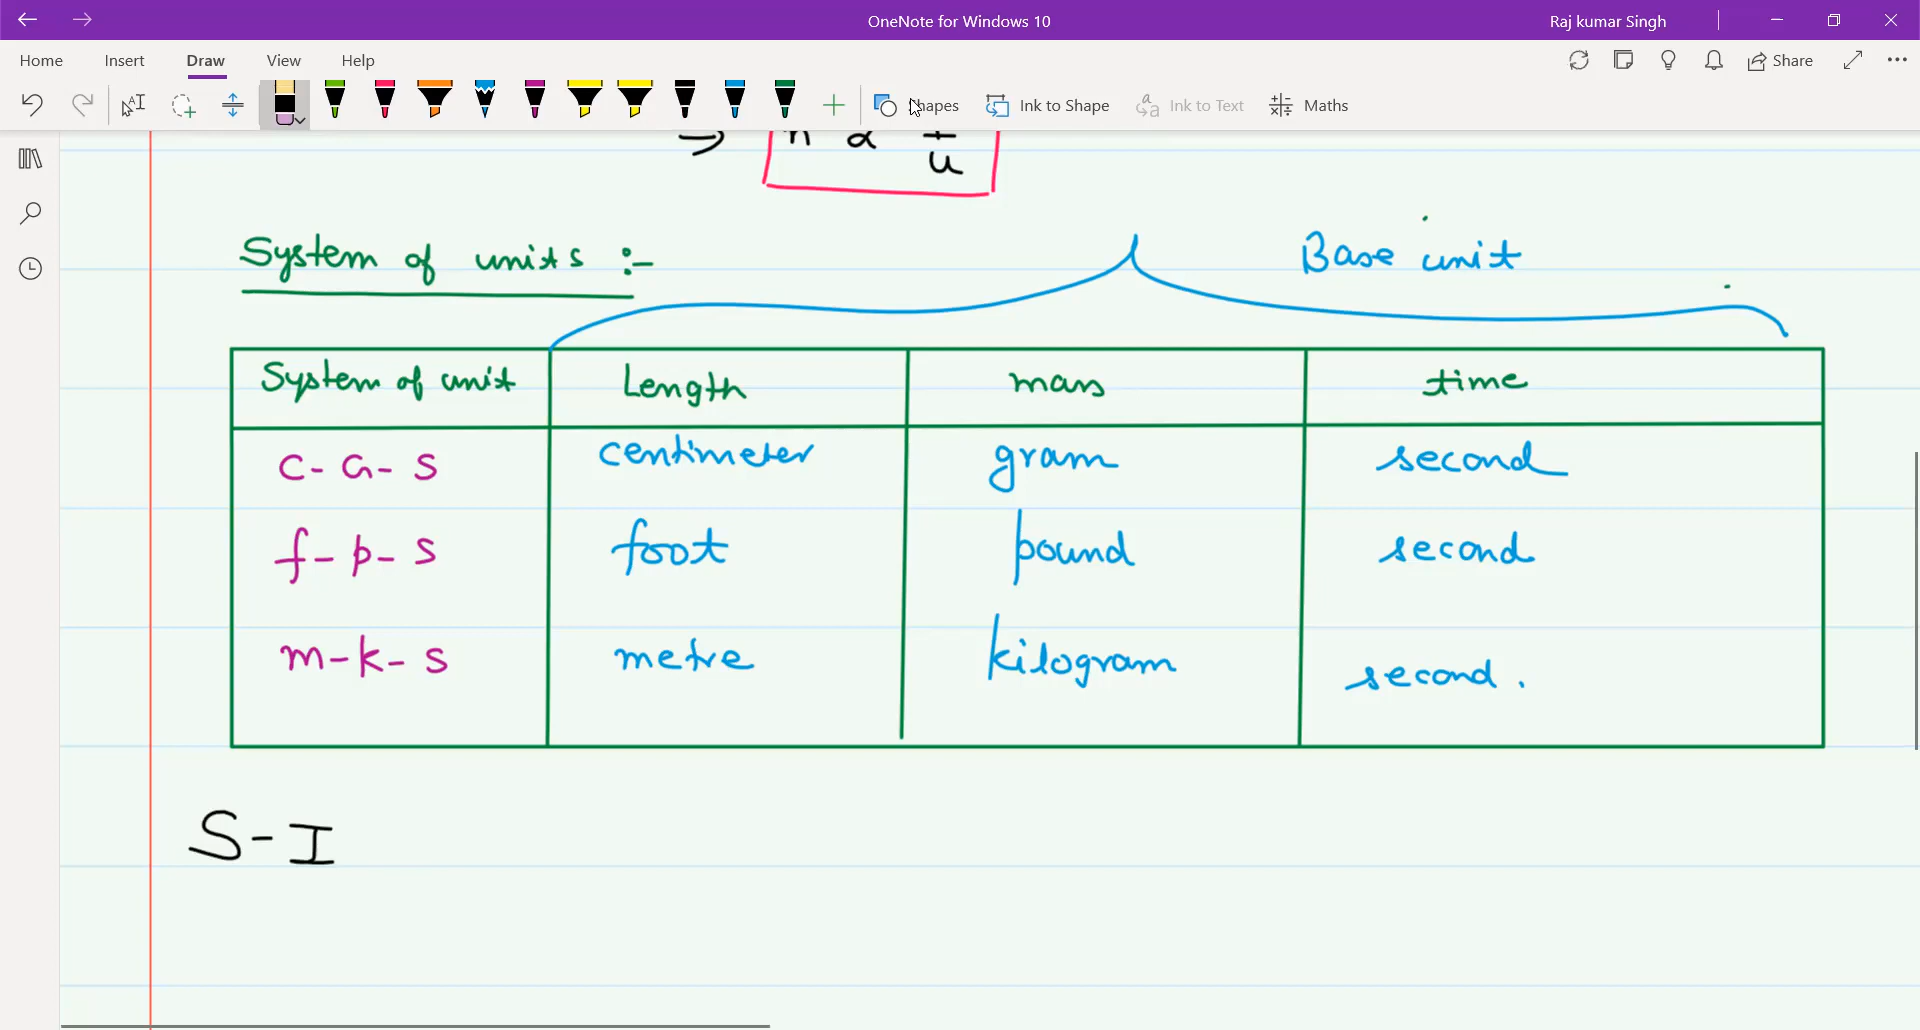 OneNote for Windows 10
Raj kumar Singh
Home Insert Draw View Help
Share
Shapes Ink to Shape Ink to Text Maths
⇒ n α 1/u
System of units :-
Base unit
System of unit Length mass time
C-G-S centimeter gram second
f-p-s foot pound second
m-k-s metre kilogram second.
S-I